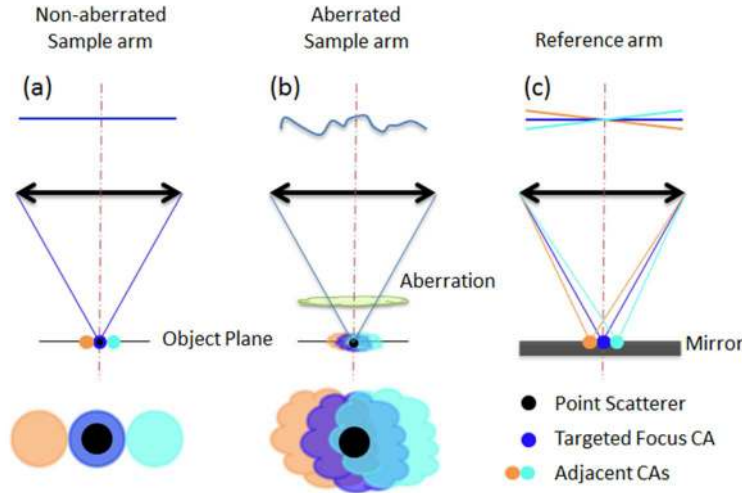 Non-aberrated
Sample arm
Aberrated
Sample arm
Reference arm
(a)
(b)
(c)
Aberration
Object Plane
Mirror
Point Scatterer
Targeted Focus CA
Adjacent CAs